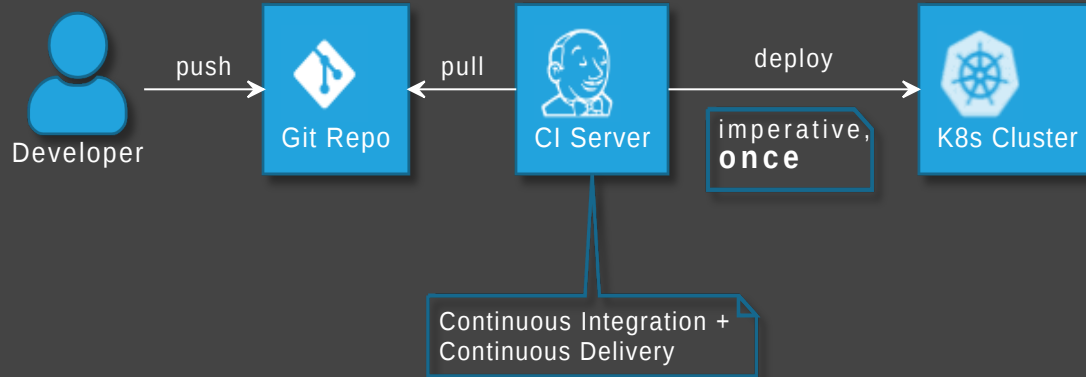 push
pull
deploy
Developer
Git Repo
CI Server
imperative,
once
K8s Cluster
Continuous Integration +
Continuous Delivery